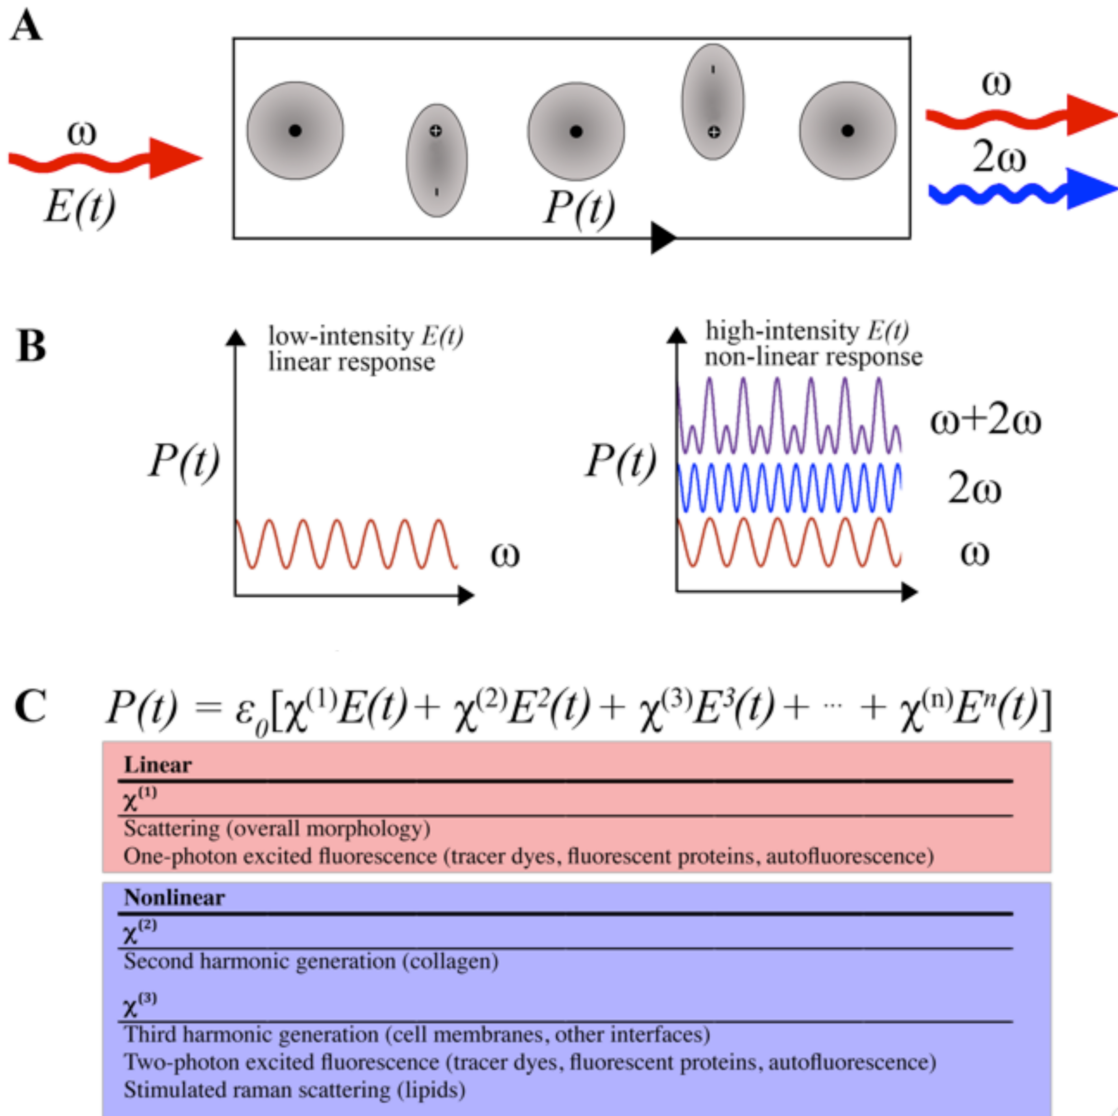 A
ω
E(t)
P(t)
ω
2ω
B
low-intensity E(t)
linear response
P(t)
ω
high-intensity E(t)
non-linear response
P(t)
ω+2ω
2ω
ω
C
P(t) = ε₀[χ⁽¹⁾E(t) + χ⁽²⁾E²(t) + χ⁽³⁾E³(t) + ··· + χ⁽ⁿ⁾Eⁿ(t)]
Linear
χ⁽¹⁾
Scattering (overall morphology)
One-photon excited fluorescence (tracer dyes, fluorescent proteins, autofluorescence)
Nonlinear
χ⁽²⁾
Second harmonic generation (collagen)
χ⁽³⁾
Third harmonic generation (cell membranes, other interfaces)
Two-photon excited fluorescence (tracer dyes, fluorescent proteins, autofluorescence)
Stimulated raman scattering (lipids)